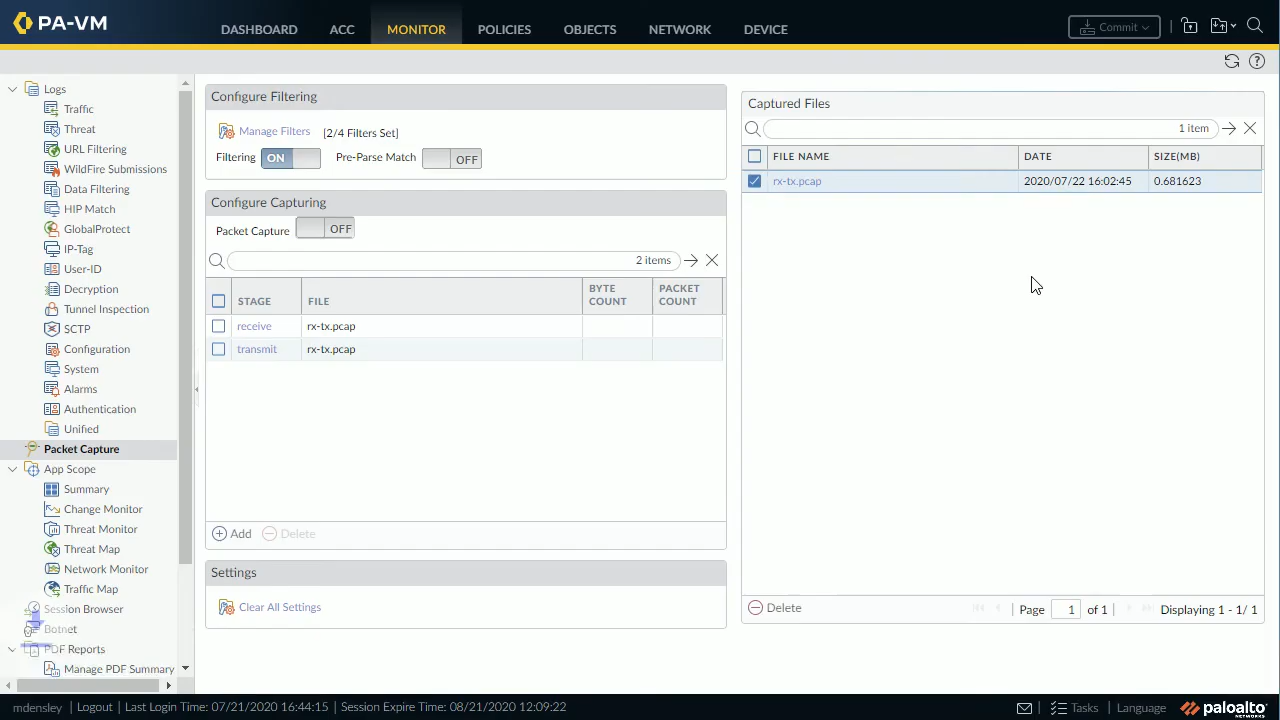 PA-VM
DASHBOARD ACC MONITOR POLICIES OBJECTS NETWORK DEVICE
Commit
Logs
Traffic
Threat
URL Filtering
WildFire Submissions
Data Filtering
HIP Match
GlobalProtect
IP-Tag
User-ID
Decryption
Tunnel Inspection
SCTP
Configuration
System
Alarms
Authentication
Unified
Packet Capture
App Scope
Summary
Change Monitor
Threat Monitor
Threat Map
Network Monitor
Traffic Map
Session Browser
Botnet
PDF Reports
Manage PDF Summary
Configure Filtering
Manage Filters [2/4 Filters Set]
Filtering ON Pre-Parse Match OFF
Configure Capturing
Packet Capture OFF
2 items
STAGE FILE BYTE COUNT PACKET COUNT
receive rx-tx.pcap
transmit rx-tx.pcap
Add Delete
Settings
Clear All Settings
Captured Files
1 item
FILE NAME DATE SIZE(MB)
rx-tx.pcap 2020/07/22 16:02:45 0.681623
Delete Page 1 of 1 Displaying 1 - 1/ 1
mdensley | Logout | Last Login Time: 07/21/2020 16:44:15 | Session Expire Time: 08/21/2020 12:09:22 | Tasks | Language paloalto NETWORKS